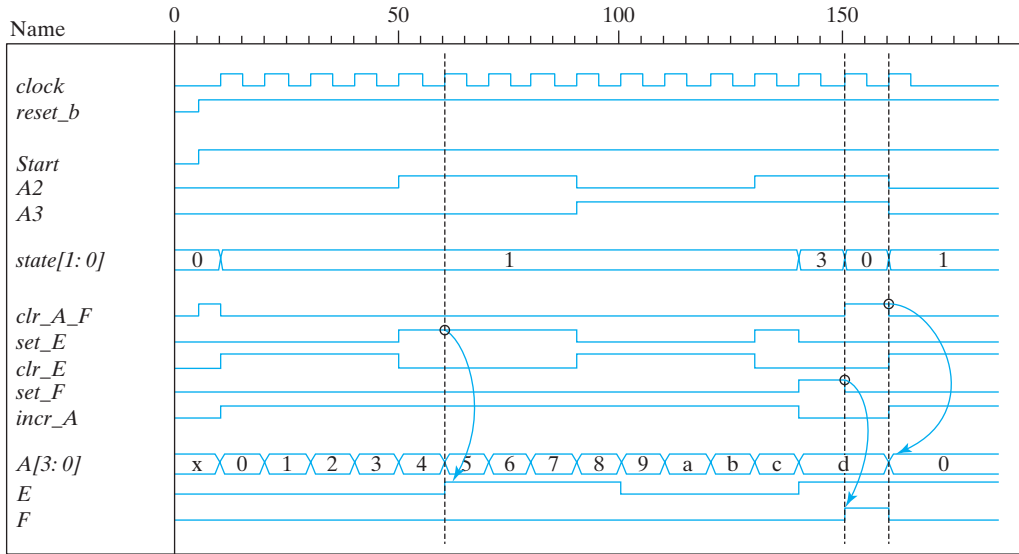 Name 0 50 100 150
clock
reset_b
Start
A2
A3
state[1: 0] 0 1 3 0 1
clr_A_F
set_E
clr_E
set_F
incr_A
A[3: 0] x 0 1 2 3 4 5 6 7 8 9 a b c d 0
E
F